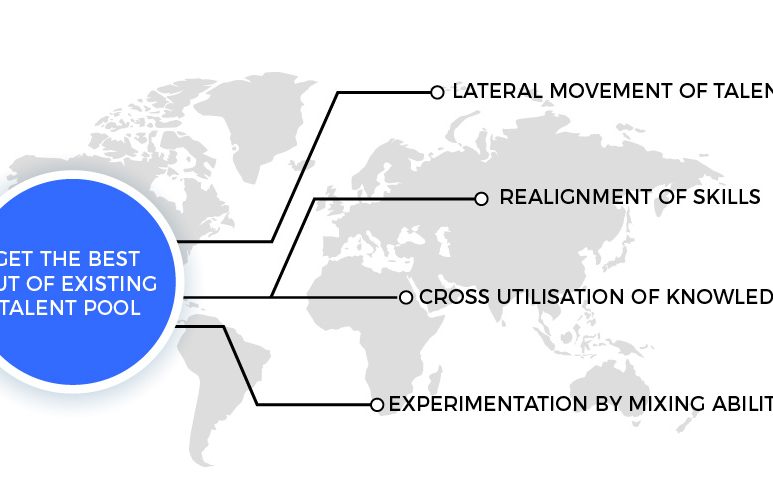 LATERAL MOVEMENT OF TALEN
REALIGNMENT OF SKILLS
GET THE BEST
UT OF EXISTING
TALENT POOL
CROSS UTILISATION OF KNOWLED
EXPERIMENTATION BY MIXING ABILIT